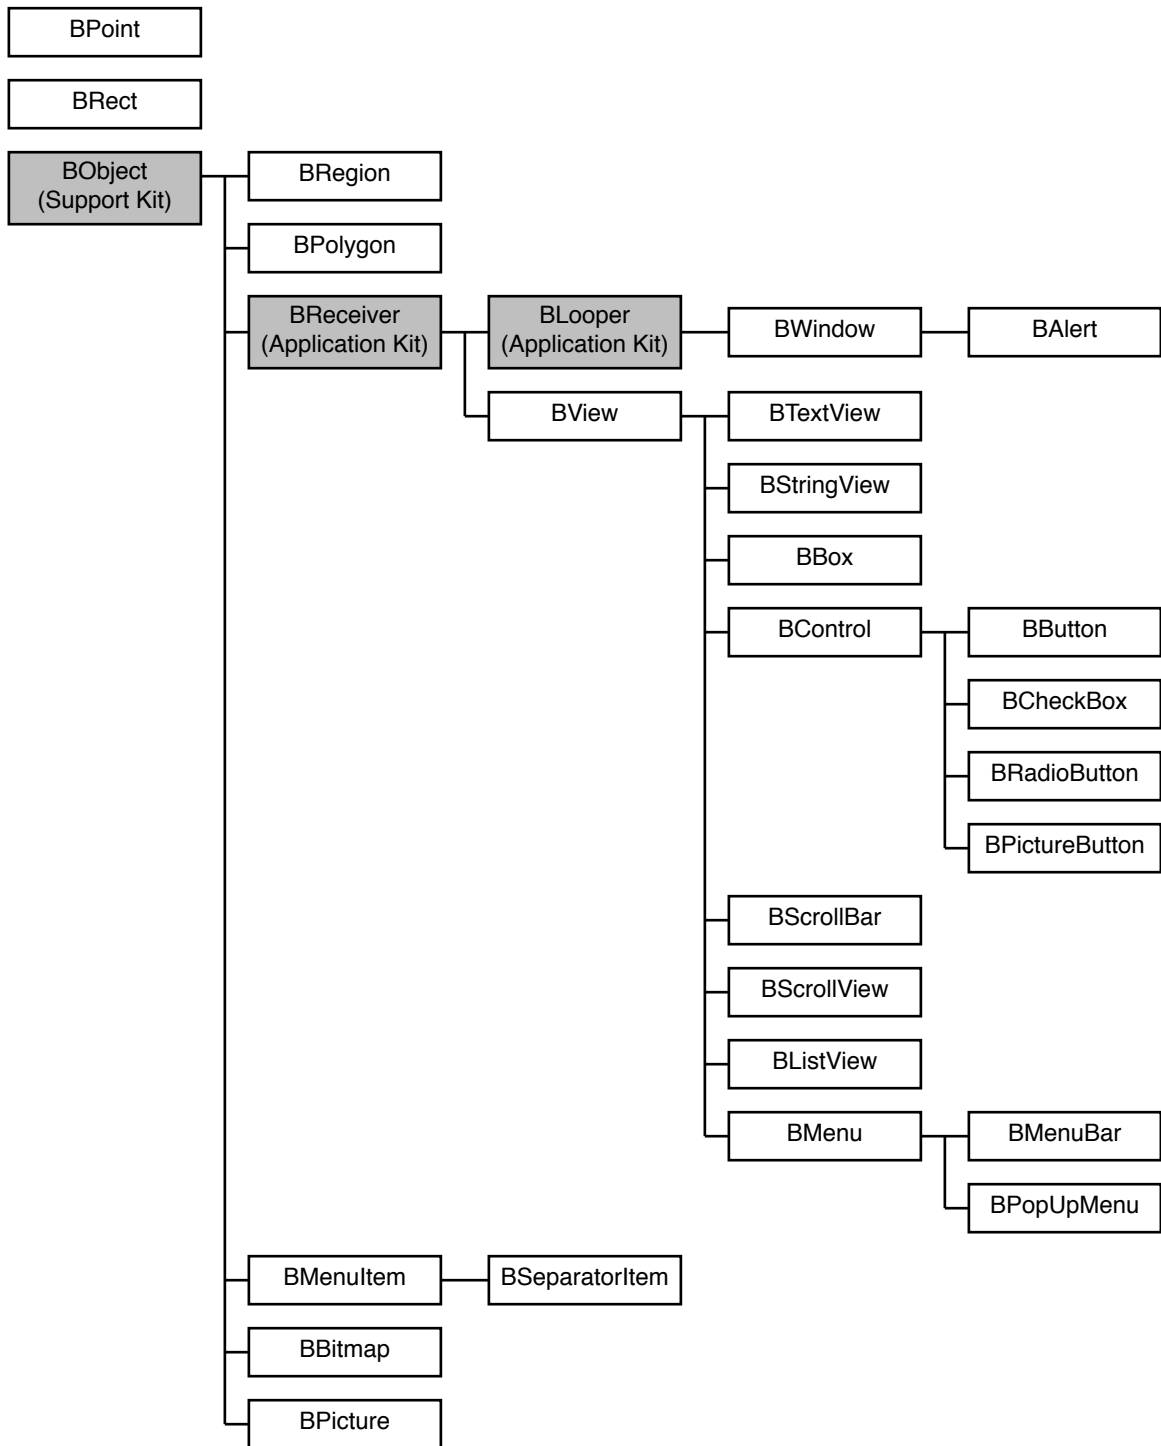 BPoint
BRect
BObject
(Support Kit)
BRegion
BPolygon
BReceiver
(Application Kit)
BLooper
(Application Kit)
BWindow
BAlert
BView
BTextView
BStringView
BBox
BControl
BButton
BCheckBox
BRadioButton
BPictureButton
BScrollBar
BScrollView
BListView
BMenu
BMenuBar
BPopUpMenu
BMenuItem
BSeparatorItem
BBitmap
BPicture